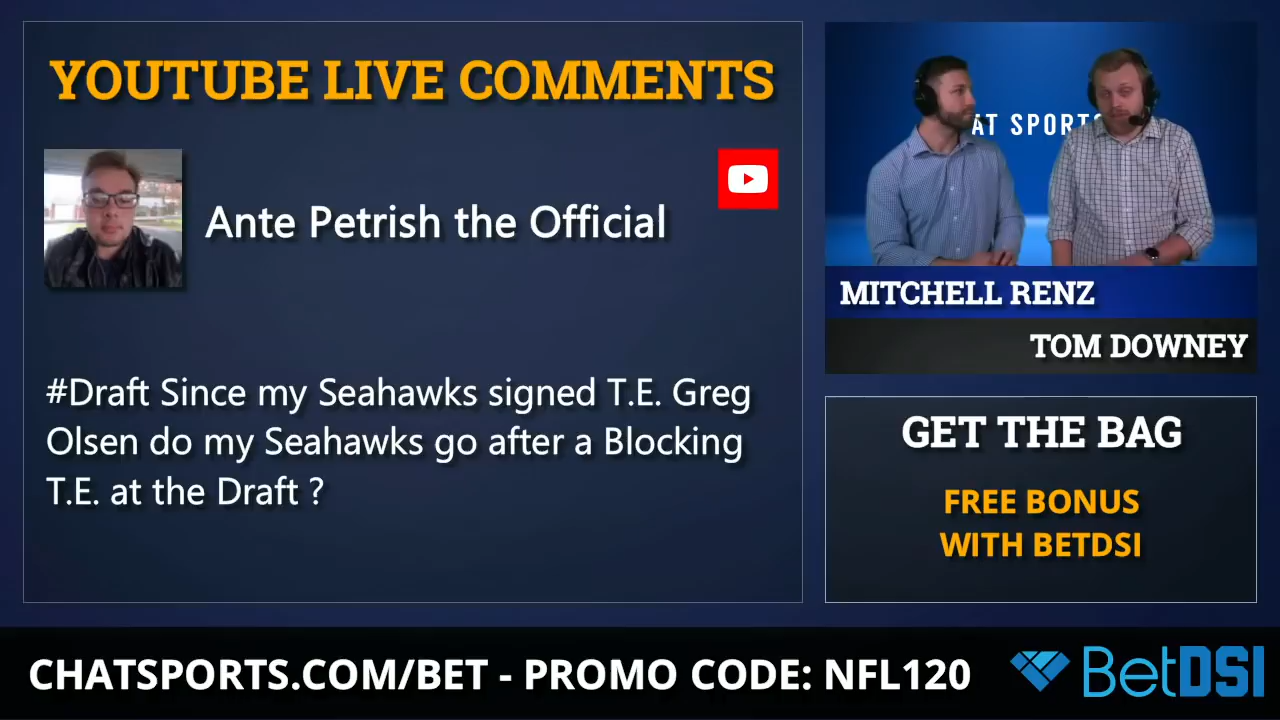 YOUTUBE LIVE COMMENTS
Ante Petrish the Official
#Draft Since my Seahawks signed T.E. Greg
Olsen do my Seahawks go after a Blocking
T.E. at the Draft ?
AT SPORTS
MITCHELL RENZ
TOM DOWNEY
GET THE BAG
FREE BONUS
WITH BETDSI
CHATSPORTS.COM/BET - PROMO CODE: NFL120
BetDSI